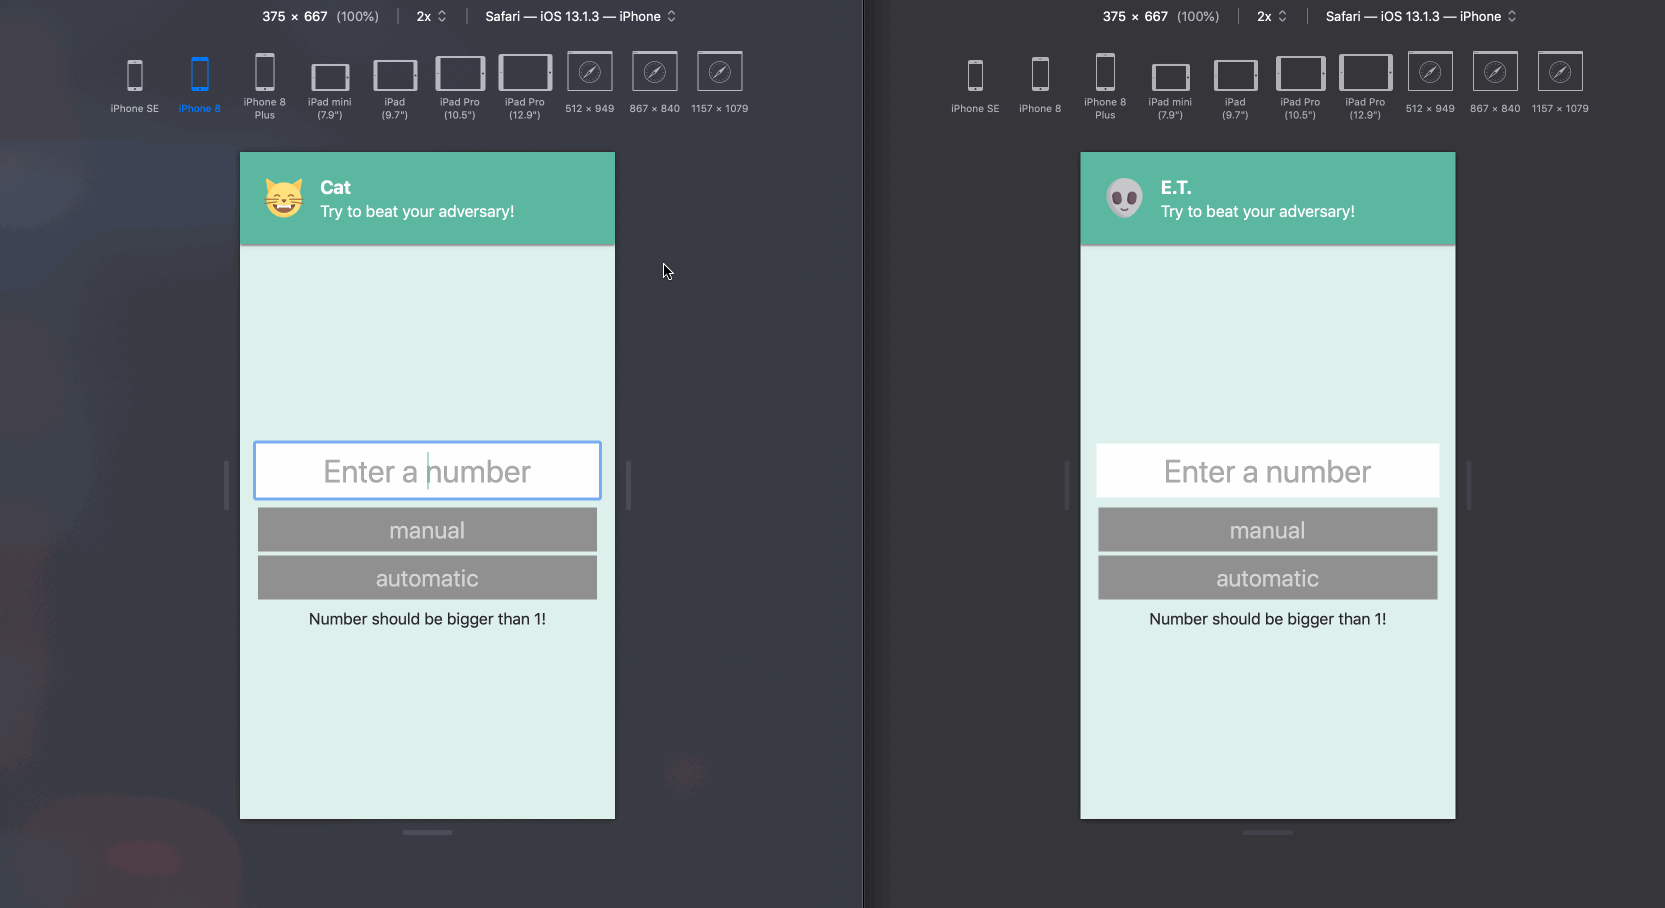 375 × 667 (100%) 2x Safari — iOS 13.1.3 — iPhone
iPhone SE
iPhone 8
iPhone 8
Plus
iPad mini
(7.9")
iPad
(9.7")
iPad Pro
(10.5")
iPad Pro
(12.9")
512 × 949
867 × 840
1157 × 1079
Cat
Try to beat your adversary!
Enter a number
manual
automatic
Number should be bigger than 1!
375 × 667 (100%) 2x Safari — iOS 13.1.3 — iPhone
iPhone SE
iPhone 8
iPhone 8
Plus
iPad mini
(7.9")
iPad
(9.7")
iPad Pro
(10.5")
iPad Pro
(12.9")
512 × 949
867 × 840
1157 × 1079
E.T.
Try to beat your adversary!
Enter a number
manual
automatic
Number should be bigger than 1!